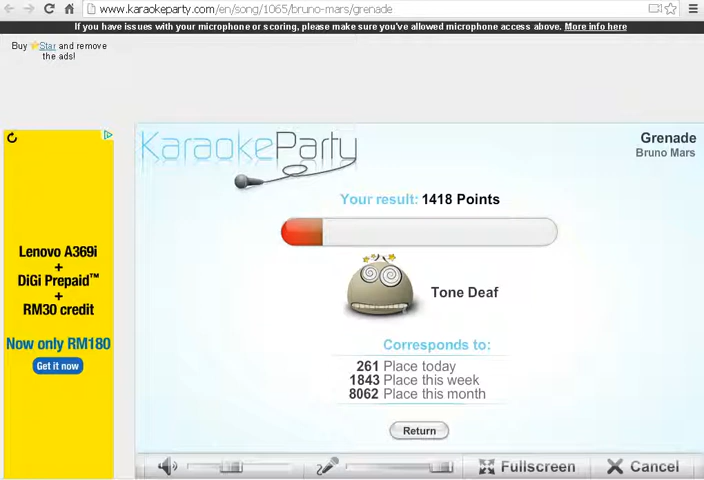 www.karaokeparty.com/en/song/1065/bruno-mars/grenade
If you have issues with your microphone or scoring, please make sure you've allowed microphone access above. More info here
Buy Star and remove
the ads!
KaraokeParty
Grenade
Bruno Mars
Your result: 1418 Points
Tone Deaf
Corresponds to:
261 Place today
1843 Place this week
8062 Place this month
Return
Lenovo A369i
+
DiGi Prepaid™
+
RM30 credit
Now only RM180
Get it now
Fullscreen
Cancel